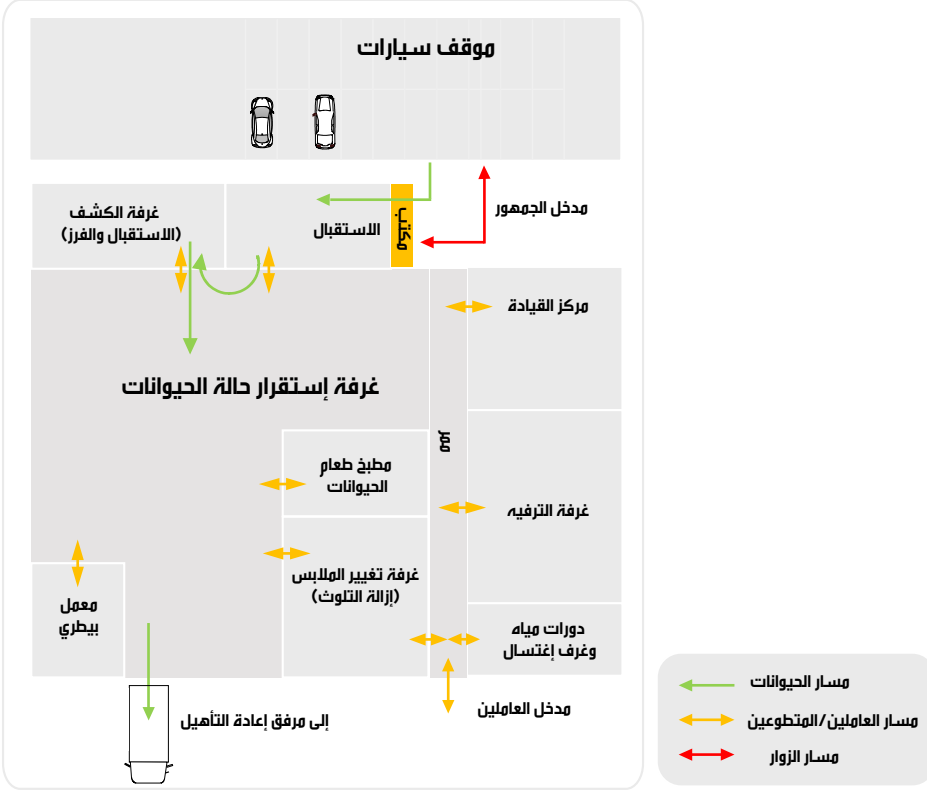 موقف سيارات
مدخل الجمهور
مكتب
الاستقبال
غرفة الكشف
(الاستقبال والفرز)
مركز القيادة
غرفة إستقرار حالة الحيوانات
ممر
مطبخ طعام
الحيوانات
غرفة الترفيه
غرفة تغيير الملابس
(إزالة التلوث)
معمل
بيطري
دورات مياه
وغرف إغتسال
مدخل العاملين
إلى مرفق إعادة التأهيل
مسار الحيوانات
مسار العاملين/المتطوعين
مسار الزوار